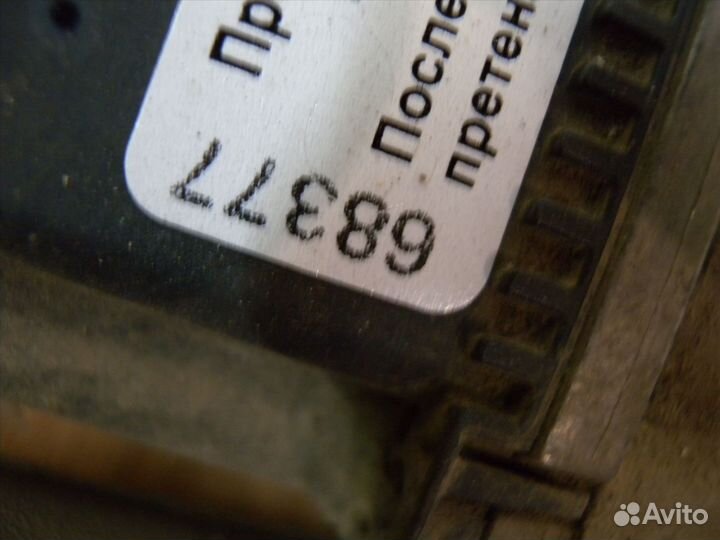 Пр
После
претен
68377
Avito